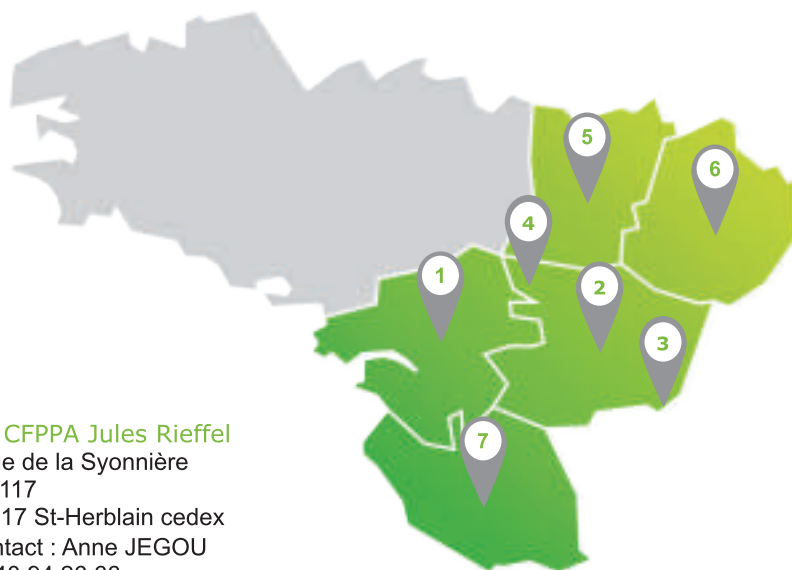 5
6
4
1
2
3
7
CFPPA Jules Rieffel
de la Syonnière
117
17 St-Herblain cedex
: Anne JEGOU